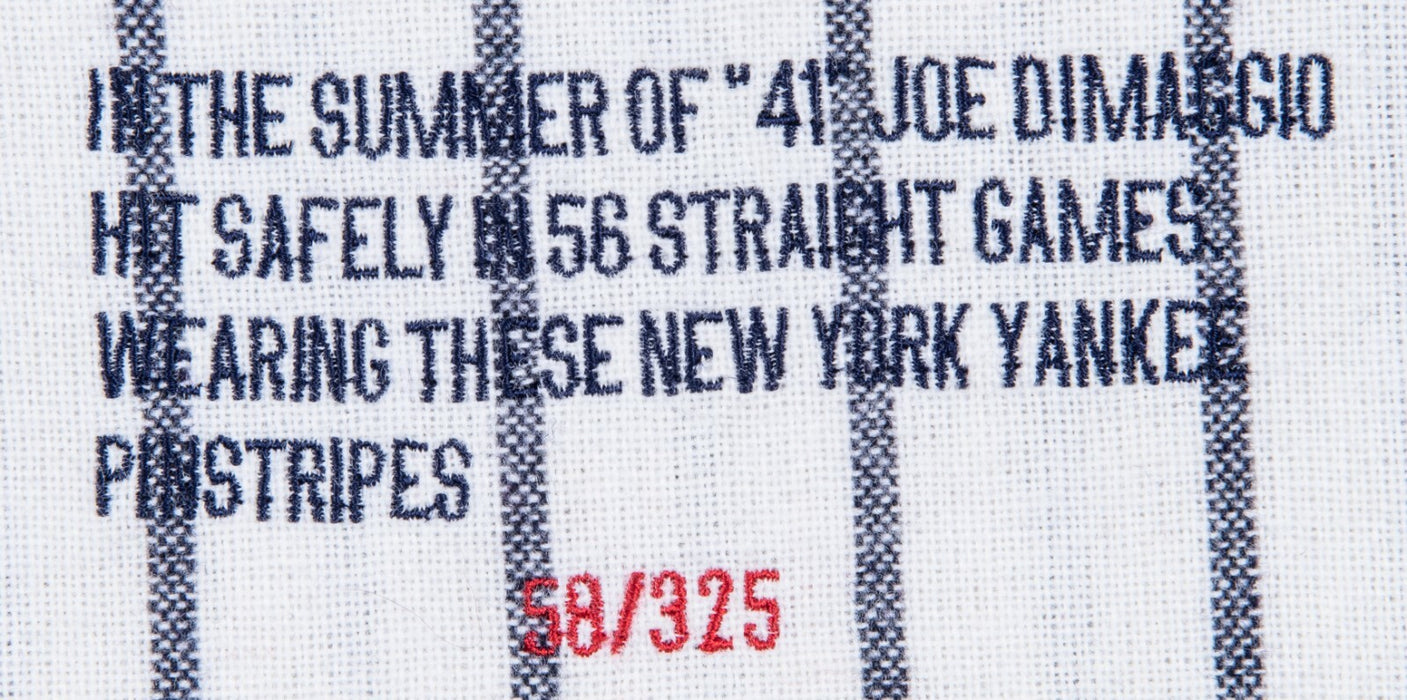 IN THE SUMMER OF "41" JOE DIMAGGIO
HIT SAFELY IN 56 STRAIGHT GAMES
WEARING THESE NEW YORK YANKEE
PINSTRIPES
58/325